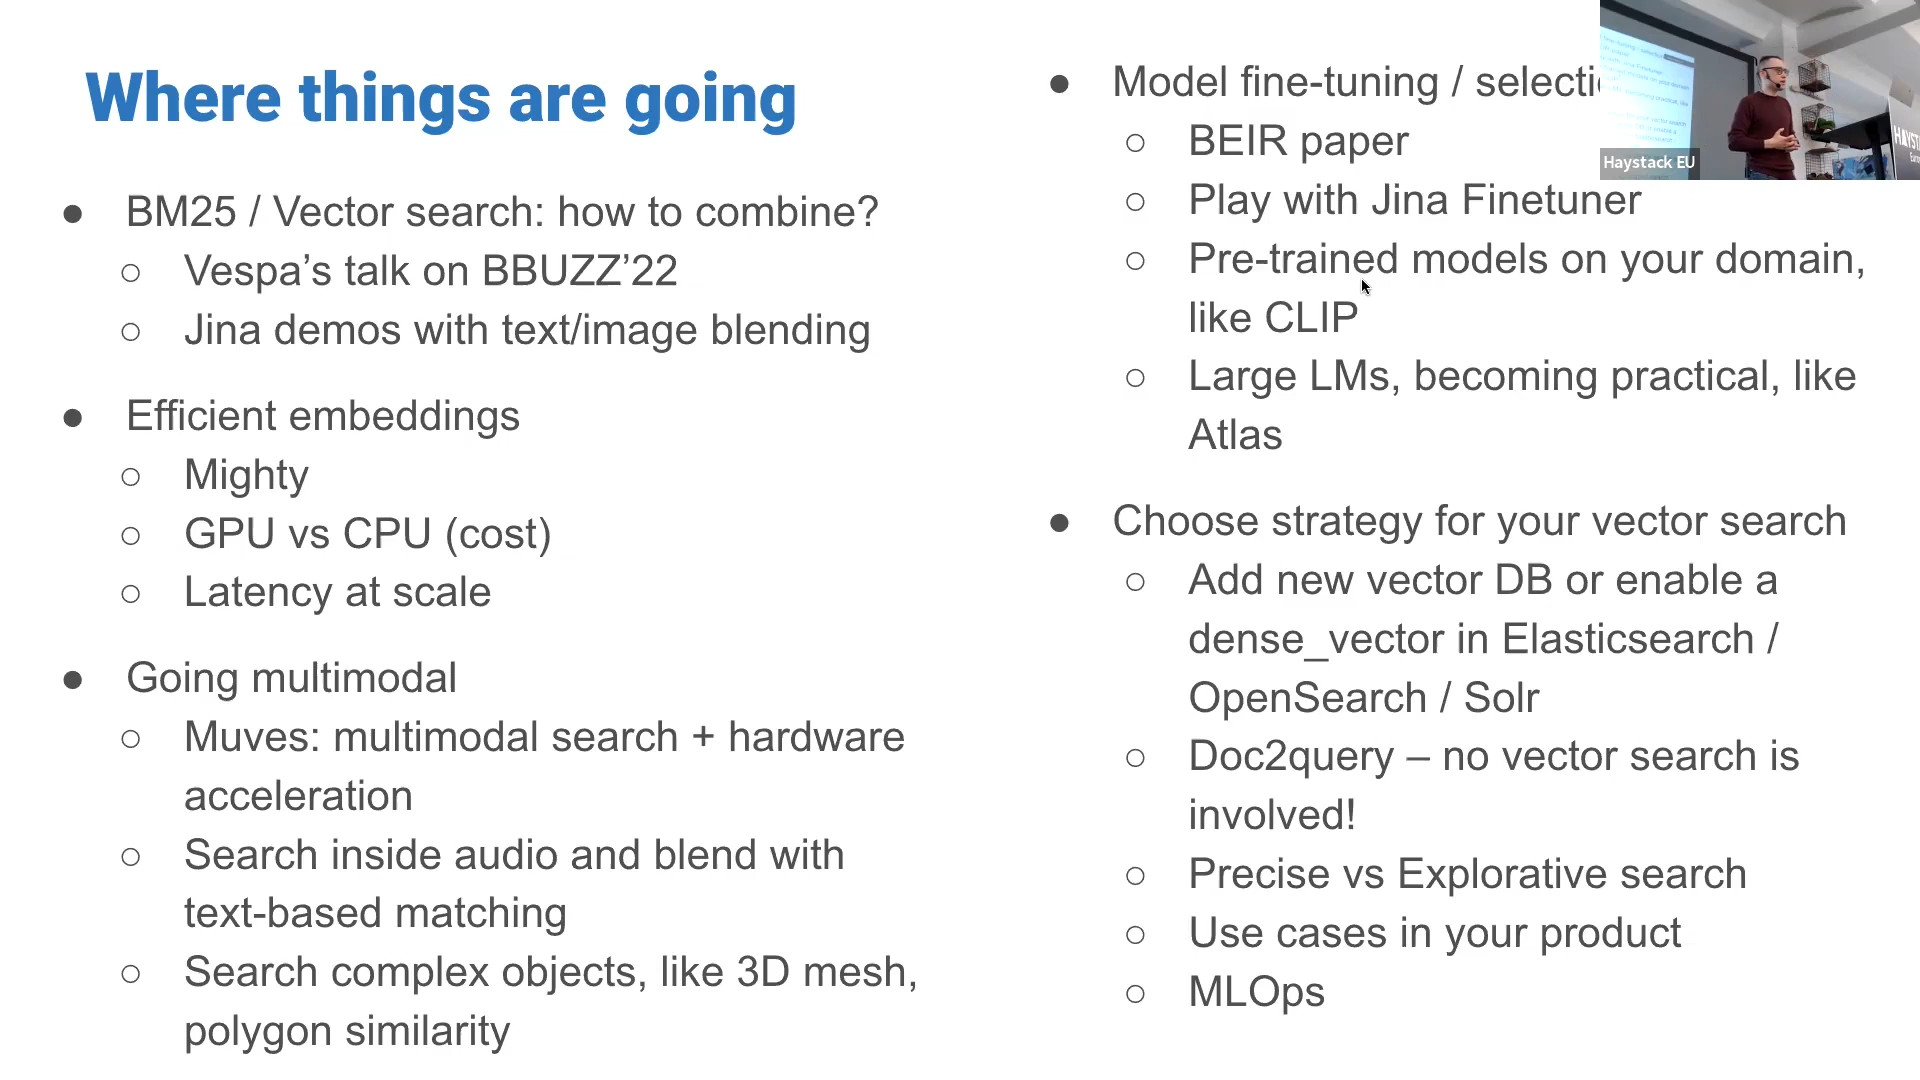 Where things are going
● BM25 / Vector search: how to combine?
○ Vespa’s talk on BBUZZ’22
○ Jina demos with text/image blending
● Efficient embeddings
○ Mighty
○ GPU vs CPU (cost)
○ Latency at scale
● Going multimodal
○ Muves: multimodal search + hardware
acceleration
○ Search inside audio and blend with
text-based matching
○ Search complex objects, like 3D mesh,
polygon similarity
● Model fine-tuning / selecti
○ BEIR paper
○ Play with Jina Finetuner
○ Pre-trained models on your domain,
like CLIP
○ Large LMs, becoming practical, like
Atlas
● Choose strategy for your vector search
○ Add new vector DB or enable a
dense_vector in Elasticsearch /
OpenSearch / Solr
○ Doc2query – no vector search is
involved!
○ Precise vs Explorative search
○ Use cases in your product
○ MLOps
Haystack EU